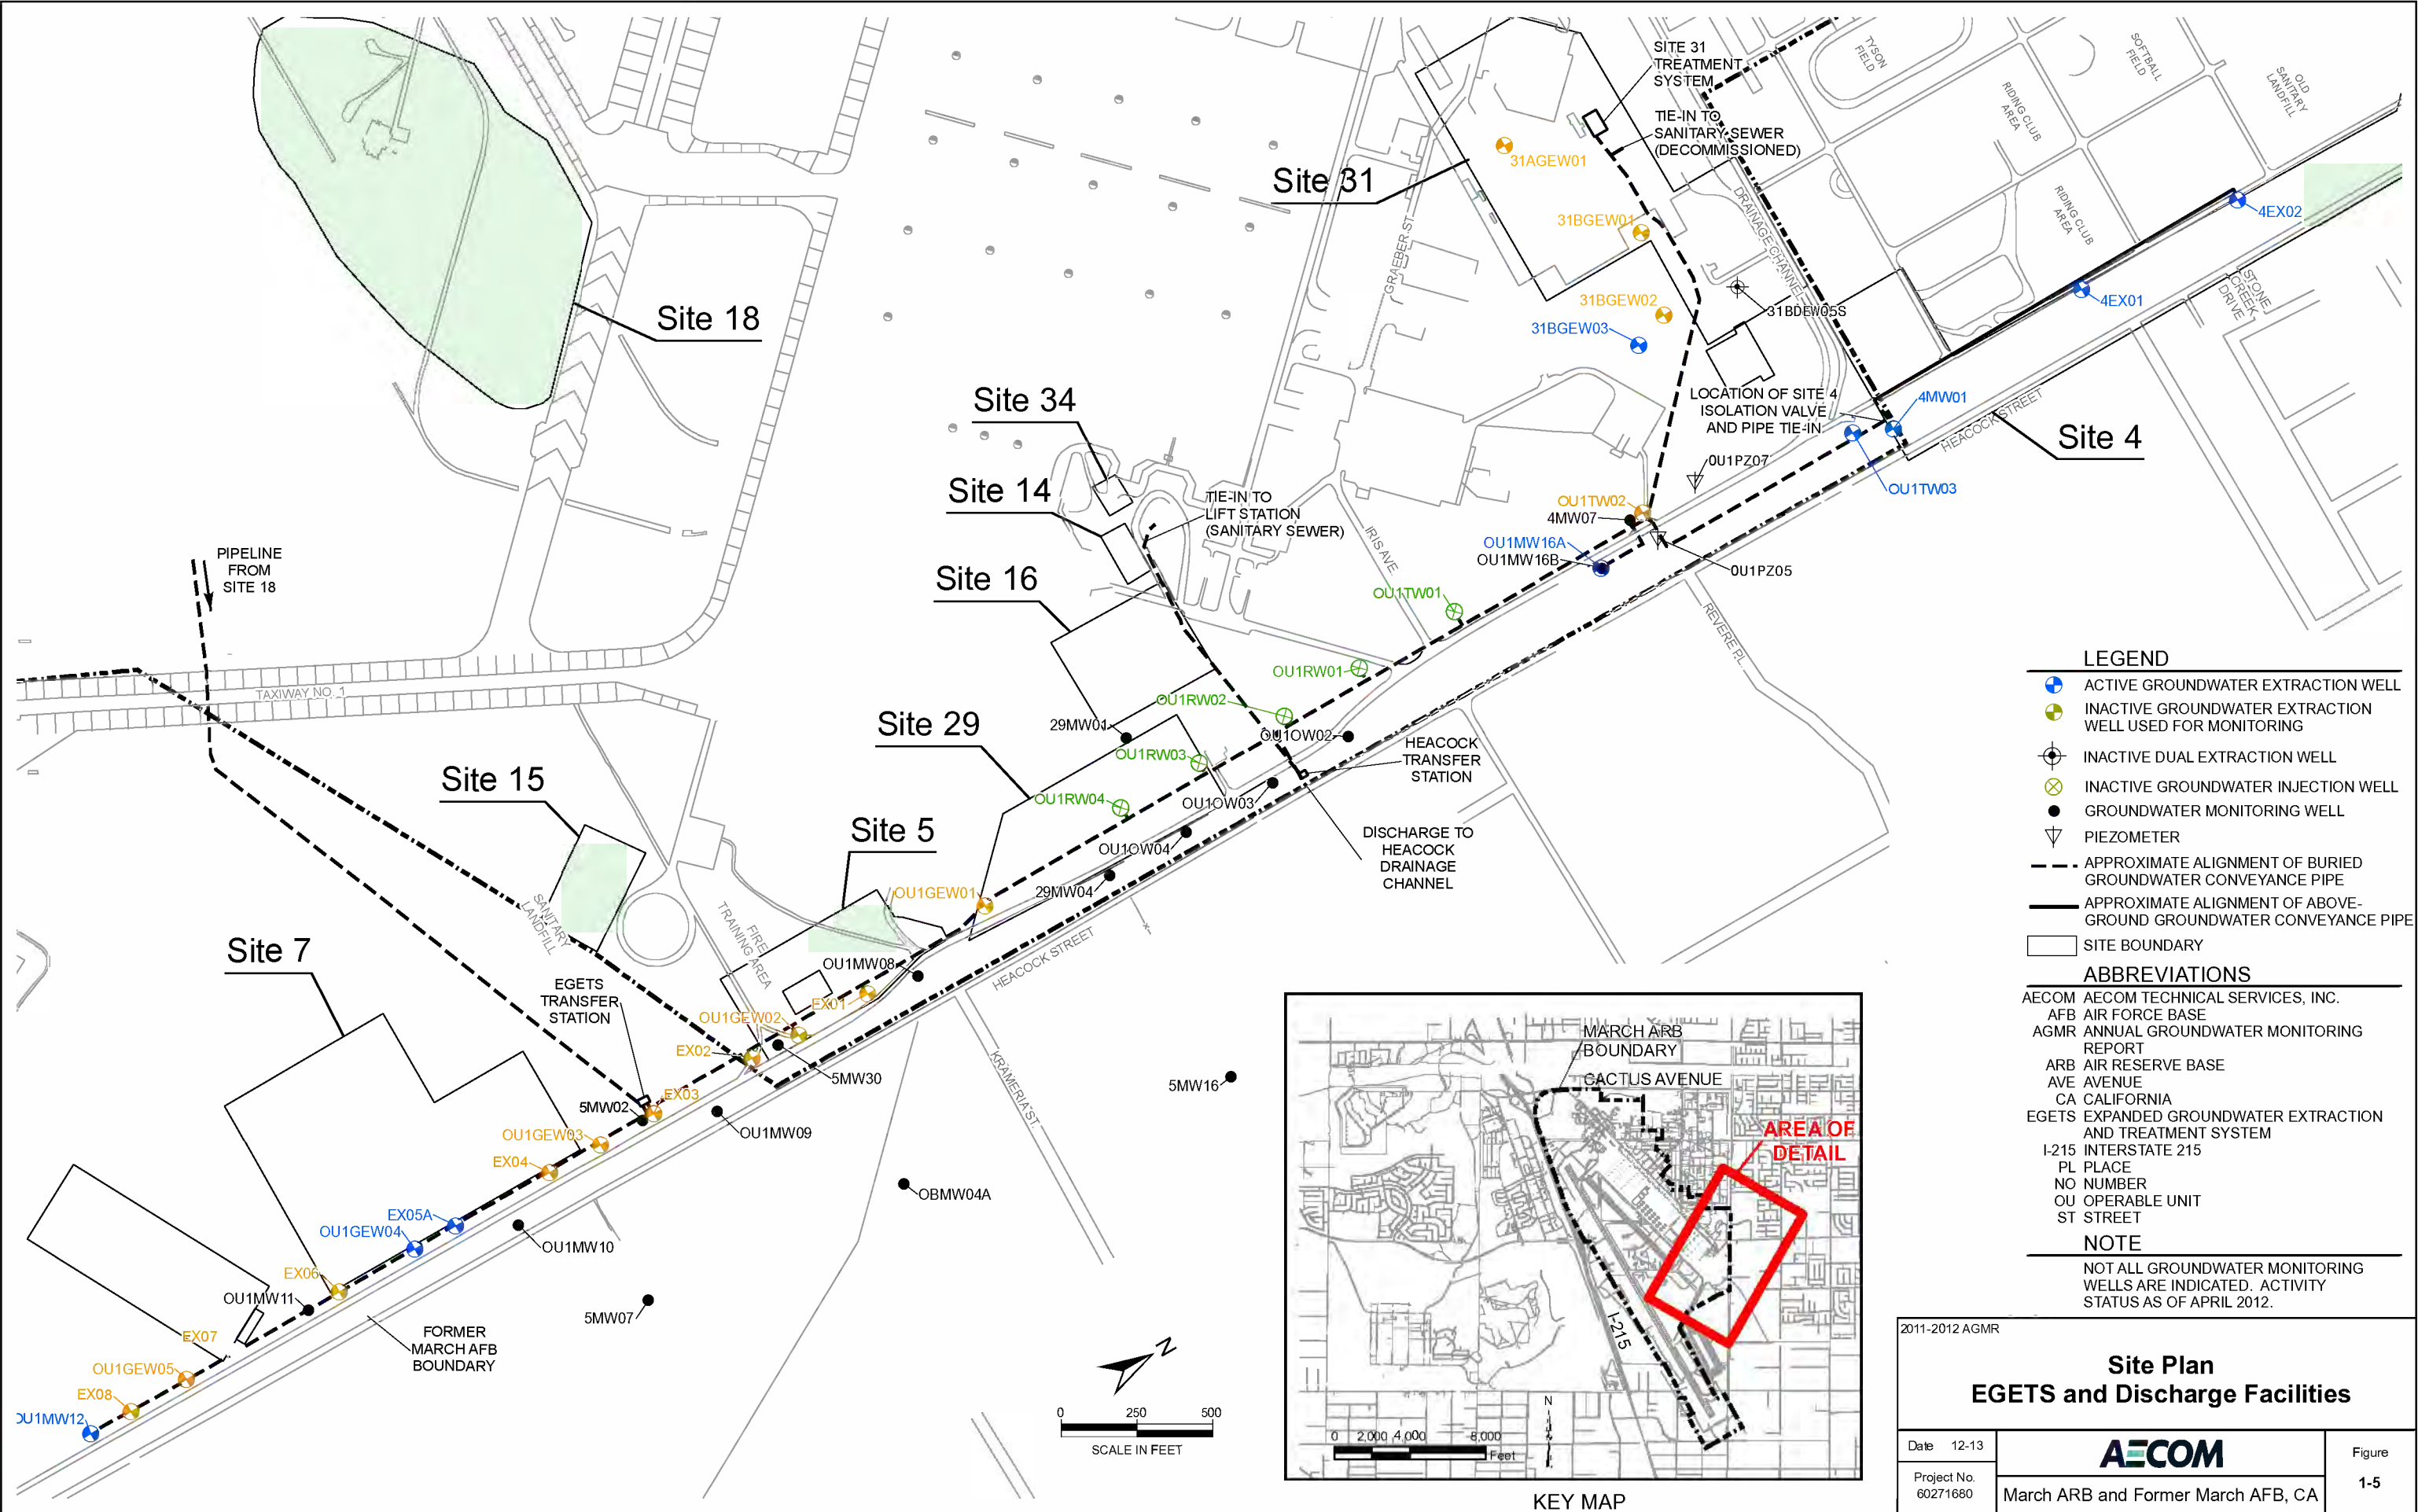 SITE 31
TREATMENT
SYSTEM
TIE-IN TO
SANITARY SEWER
(DECOMMISSIONED)
TYSON
FIELD
SOFTBALL
FIELD
OLD
SANITARY
LANDFILL
RIDING CLUB
AREA
RIDING CLUB
AREA
31AGEW01
Site 31
31BGEW01
DRAINAGE CHANNEL
GRAEBER ST
4EX02
4EX01
STONE
CREEK
DRIVE
31BGEW02
31BGEW03
31BDEW05S
Site 18
LOCATION OF SITE 4
ISOLATION VALVE
AND PIPE TIE-IN
4MW01
HEACOCK STREET
Site 4
Site 34
Site 14
TIE-IN TO
LIFT STATION
(SANITARY SEWER)
0U1PZ07
OU1TW03
OU1TW02
4MW07
IRIS AVE
OU1MW16A
OU1MW16B
0U1PZ05
PIPELINE
FROM
SITE 18
Site 16
OU1TW01
REVERE PL
OU1RW01
TAXIWAY NO. 1
OU1RW02
29MW01
OU1OW02
Site 29
OU1RW03
HEACOCK
TRANSFER
STATION
Site 15
OU1RW04
OU1OW03
Site 5
OU1OW04
DISCHARGE TO
HEACOCK
DRAINAGE
CHANNEL
OU1GEW01
29MW04
SANITARY
LANDFILL
FIRE
TRAINING AREA
HEACOCK STREET
Site 7
OU1MW08
EGETS
TRANSFER
STATION
EX01
OU1GEW02
EX02
5MW30
KRAMERIA ST.
5MW16
EX03
5MW02
OU1MW09
OU1GEW03
EX04
OBMW04A
EX05A
OU1GEW04
OU1MW10
EX06
OU1MW11
5MW07
EX07
FORMER
MARCH AFB
BOUNDARY
OU1GEW05
EX08
OU1MW12
N
0 250 500
SCALE IN FEET
MARCH ARB
BOUNDARY
CACTUS AVENUE
AREA OF
DETAIL
I-215
N
0 2,000 4,000 8,000
Feet
KEY MAP
LEGEND
ACTIVE GROUNDWATER EXTRACTION WELL
INACTIVE GROUNDWATER EXTRACTION
WELL USED FOR MONITORING
INACTIVE DUAL EXTRACTION WELL
INACTIVE GROUNDWATER INJECTION WELL
GROUNDWATER MONITORING WELL
PIEZOMETER
APPROXIMATE ALIGNMENT OF BURIED
GROUNDWATER CONVEYANCE PIPE
APPROXIMATE ALIGNMENT OF ABOVE-
GROUND GROUNDWATER CONVEYANCE PIPE
SITE BOUNDARY
ABBREVIATIONS
AECOM AECOM TECHNICAL SERVICES, INC.
AFB AIR FORCE BASE
AGMR ANNUAL GROUNDWATER MONITORING
REPORT
ARB AIR RESERVE BASE
AVE AVENUE
CA CALIFORNIA
EGETS EXPANDED GROUNDWATER EXTRACTION
AND TREATMENT SYSTEM
I-215 INTERSTATE 215
PL PLACE
NO NUMBER
OU OPERABLE UNIT
ST STREET
NOTE
NOT ALL GROUNDWATER MONITORING
WELLS ARE INDICATED. ACTIVITY
STATUS AS OF APRIL 2012.
2011-2012 AGMR
Site Plan
EGETS and Discharge Facilities
Date 12-13
Project No.
60271680
AECOM
March ARB and Former March AFB, CA
Figure
1-5